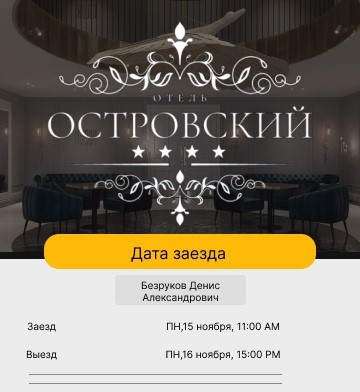 ОТЕЛЬ
ОСТРОВСКИЙ
Дата заезда
Безруков Денис
Александрович
Заезд ПН,15 ноября, 11:00 AM
Выезд ПН,16 ноября, 15:00 PM